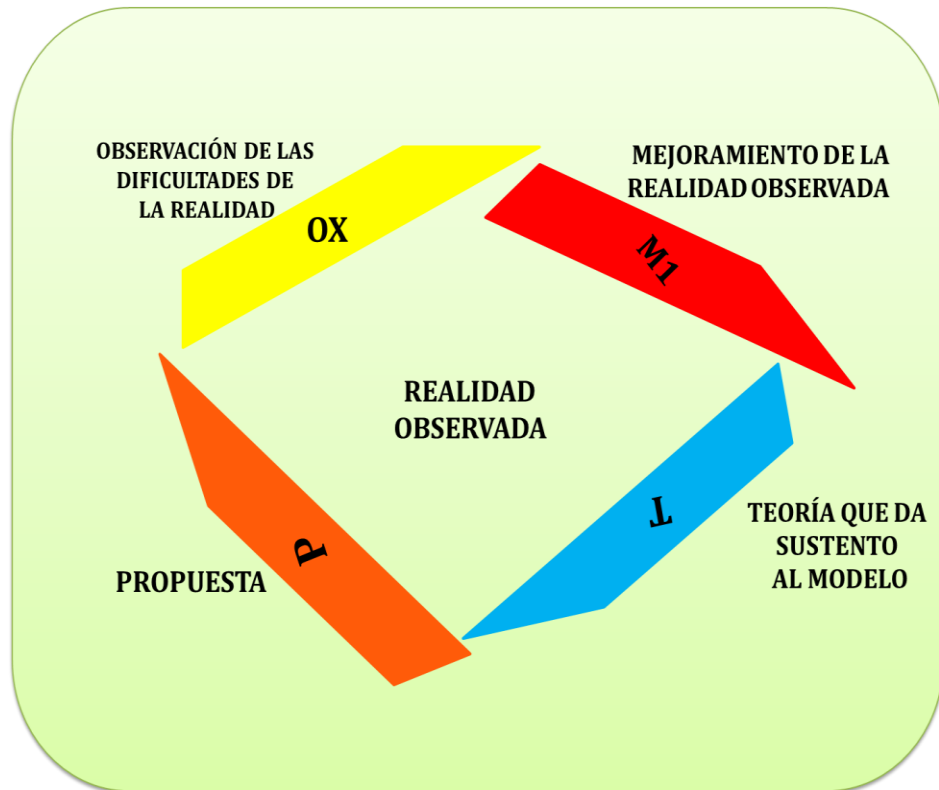 OBSERVACIÓN DE LAS
DIFICULTADES DE
LA REALIDAD
OX
MEJORAMIENTO DE LA
REALIDAD OBSERVADA
M1
REALIDAD
OBSERVADA
T
TEORÍA QUE DA
SUSTENTO
AL MODELO
P
PROPUESTA